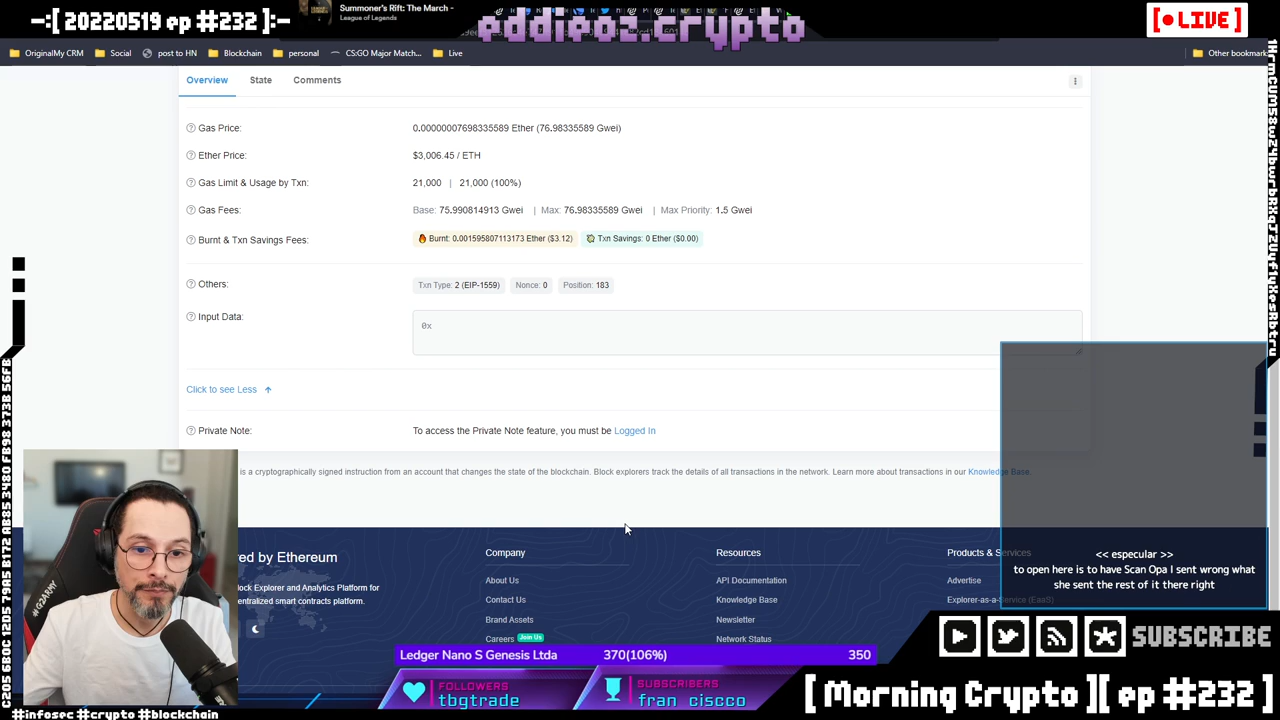 -:[ 20220519 ep #232 ]:-
Summoner's Rift: The March -
League of Legends
eddieoz.crypto
[ ● LIVE ]
OriginalMy CRM
Social
post to HN
Blockchain
personal
CS:GO Major Match...
Live
Other bookmark
Overview
State
Comments
Gas Price:
0.00000007698335589 Ether (76.98335589 Gwei)
Ether Price:
$3,006.45 / ETH
Gas Limit & Usage by Txn:
21,000 | 21,000 (100%)
Gas Fees:
Base: 75.990814913 Gwei | Max: 76.98335589 Gwei | Max Priority: 1.5 Gwei
Burnt & Txn Savings Fees:
Burnt: 0.001595807113173 Ether ($3.12)
Txn Savings: 0 Ether ($0.00)
Others:
Txn Type: 2 (EIP-1559)
Nonce: 0
Position: 183
Input Data:
0x
Click to see Less
Private Note:
To access the Private Note feature, you must be Logged In
is a cryptographically signed instruction from an account that changes the state of the blockchain. Block explorers track the details of all transactions in the network. Learn more about transactions in our Knowledge Base.
red by Ethereum
lock Explorer and Analytics Platform for
entralized smart contracts platform.
Company
About Us
Contact Us
Brand Assets
Careers Join Us
Resources
API Documentation
Knowledge Base
Newsletter
Network Status
Products & Services
Advertise
Explorer-as-a-Service (EaaS)
<< especular >>
to open here is to have Scan Opa I sent wrong what
she sent the rest of it there right
SUBSCRIBE
Ledger Nano S Genesis Ltda 370(106%) 350
FOLLOWERS
tbgtrade
SUBSCRIBERS
fran_ciscco
[ Morning Crypto ][ ep #232 ]
#infosec #crypto #blockchain